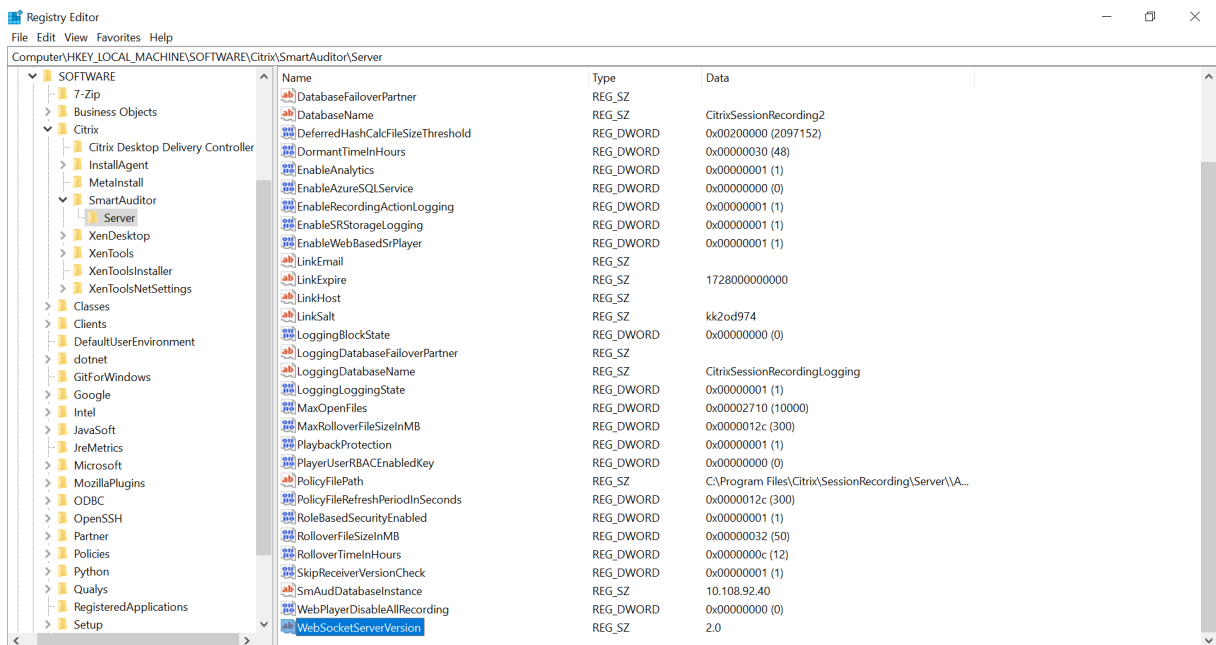 Registry Editor
File Edit View Favorites Help
Computer\HKEY_LOCAL_MACHINE\SOFTWARE\Citrix\SmartAuditor\Server
SOFTWARE
7-Zip
Business Objects
Citrix
Citrix Desktop Delivery Controller
InstallAgent
MetaInstall
SmartAuditor
Server
XenDesktop
XenTools
XenToolsInstaller
XenToolsNetSettings
Classes
Clients
DefaultUserEnvironment
dotnet
GitForWindows
Google
Intel
JavaSoft
JreMetrics
Microsoft
MozillaPlugins
ODBC
OpenSSH
Partner
Policies
Python
Qualys
RegisteredApplications
Setup
Name Type Data
DatabaseFailoverPartner REG_SZ
DatabaseName REG_SZ CitrixSessionRecording2
DeferredHashCalcFileSizeThreshold REG_DWORD 0x00200000 (2097152)
DormantTimeInHours REG_DWORD 0x00000030 (48)
EnableAnalytics REG_DWORD 0x00000001 (1)
EnableAzureSQLService REG_DWORD 0x00000000 (0)
EnableRecordingActionLogging REG_DWORD 0x00000001 (1)
EnableSRStorageLogging REG_DWORD 0x00000001 (1)
EnableWebBasedSrPlayer REG_DWORD 0x00000001 (1)
LinkEmail REG_SZ
LinkExpire REG_SZ 1728000000000
LinkHost REG_SZ
LinkSalt REG_SZ kk2od974
LoggingBlockState REG_DWORD 0x00000000 (0)
LoggingDatabaseFailoverPartner REG_SZ
LoggingDatabaseName REG_SZ CitrixSessionRecordingLogging
LoggingLoggingState REG_DWORD 0x00000001 (1)
MaxOpenFiles REG_DWORD 0x00002710 (10000)
MaxRolloverFileSizeInMB REG_DWORD 0x0000012c (300)
PlaybackProtection REG_DWORD 0x00000001 (1)
PlayerUserRBACEnabledKey REG_DWORD 0x00000000 (0)
PolicyFilePath REG_SZ C:\Program Files\Citrix\SessionRecording\Server\\A...
PolicyFileRefreshPeriodInSeconds REG_DWORD 0x0000012c (300)
RoleBasedSecurityEnabled REG_DWORD 0x00000001 (1)
RolloverFileSizeInMB REG_DWORD 0x00000032 (50)
RolloverTimeInHours REG_DWORD 0x0000000c (12)
SkipReceiverVersionCheck REG_DWORD 0x00000001 (1)
SmAudDatabaseInstance REG_SZ 10.108.92.40
WebPlayerDisableAllRecording REG_DWORD 0x00000000 (0)
WebSocketServerVersion REG_SZ 2.0